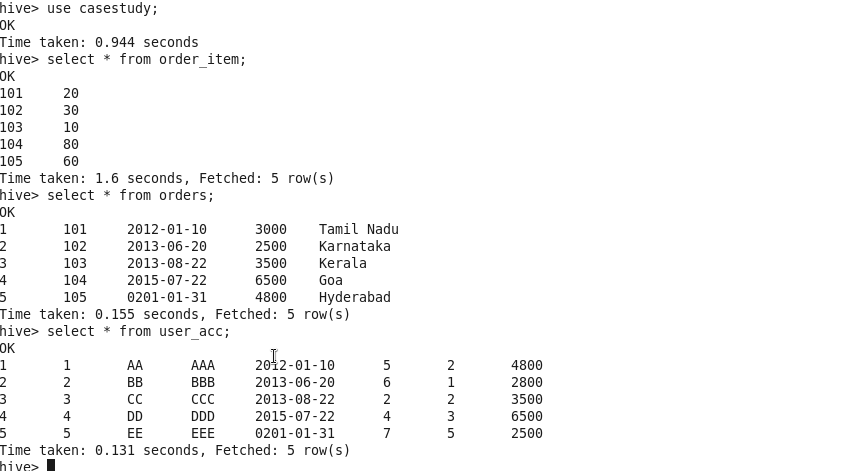 hive> use casestudy;
OK
Time taken: 0.944 seconds
hive> select * from order_item;
OK
101 20
102 30
103 10
104 80
105 60
Time taken: 1.6 seconds, Fetched: 5 row(s)
hive> select * from orders;
OK
1 101 2012-01-10 3000 Tamil Nadu
2 102 2013-06-20 2500 Karnataka
3 103 2013-08-22 3500 Kerala
4 104 2015-07-22 6500 Goa
5 105 0201-01-31 4800 Hyderabad
Time taken: 0.155 seconds, Fetched: 5 row(s)
hive> select * from user_acc;
OK
1 1 AA AAA 2012-01-10 5 2 4800
2 2 BB BBB 2013-06-20 6 1 2800
3 3 CC CCC 2013-08-22 2 2 3500
4 4 DD DDD 2015-07-22 4 3 6500
5 5 EE EEE 0201-01-31 7 5 2500
Time taken: 0.131 seconds, Fetched: 5 row(s)
hive>